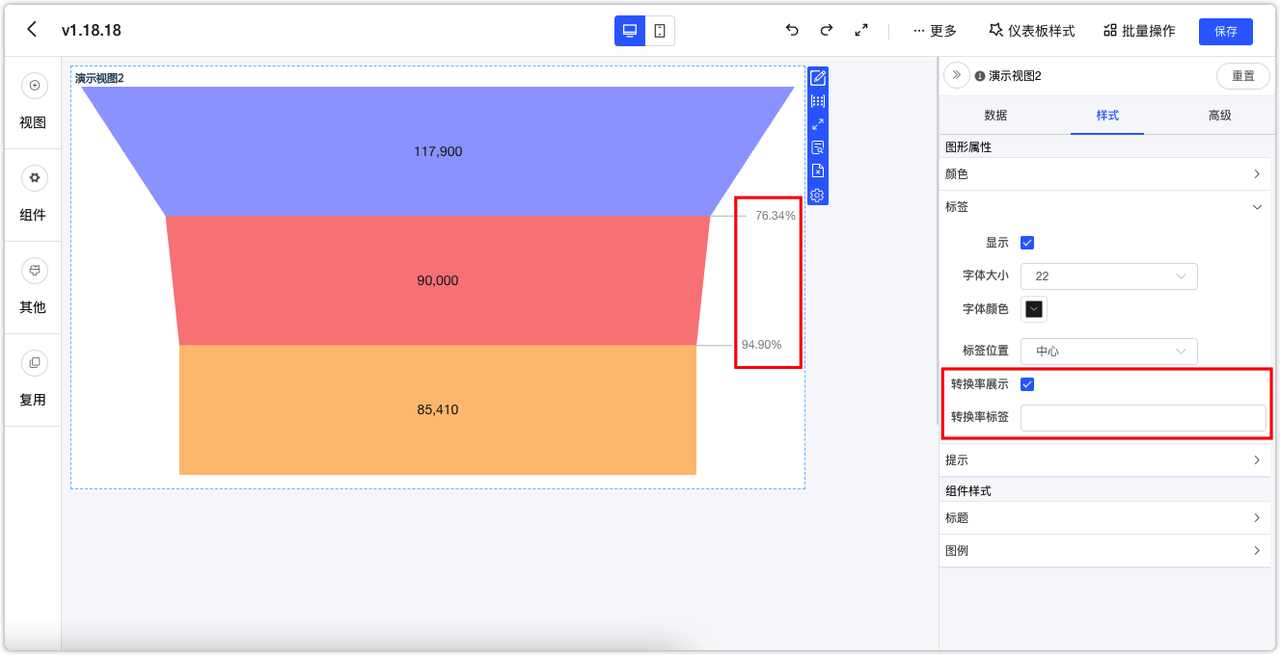 v1.18.18
更多
仪表板样式
批量操作
保存
视图
组件
其他
复用
演示视图2
117,900
76.34%
90,000
94.90%
85,410
演示视图2
重置
数据
样式
高级
图形属性
颜色
标签
显示
字体大小
22
字体颜色
标签位置
中心
转换率展示
转换率标签
提示
组件样式
标题
图例